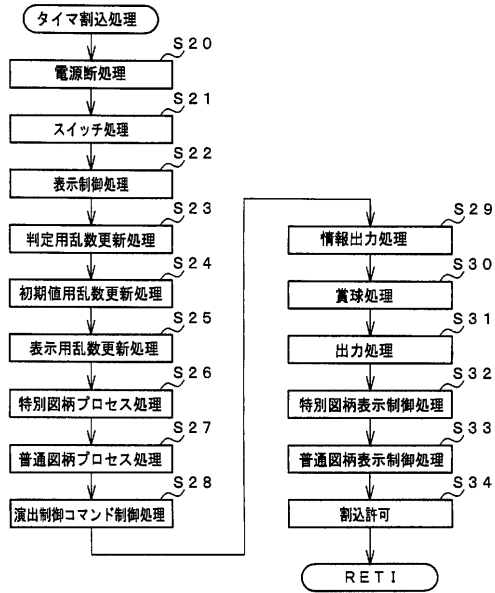 タイマ割込処理
S20
電源断処理
S21
スイッチ処理
S22
表示制御処理
S23
判定用乱数更新処理
S24
初期値用乱数更新処理
S25
表示用乱数更新処理
S26
特別図柄プロセス処理
S27
普通図柄プロセス処理
S28
演出制御コマンド制御処理
S29
情報出力処理
S30
賞球処理
S31
出力処理
S32
特別図柄表示制御処理
S33
普通図柄表示制御処理
S34
割込許可
RETI